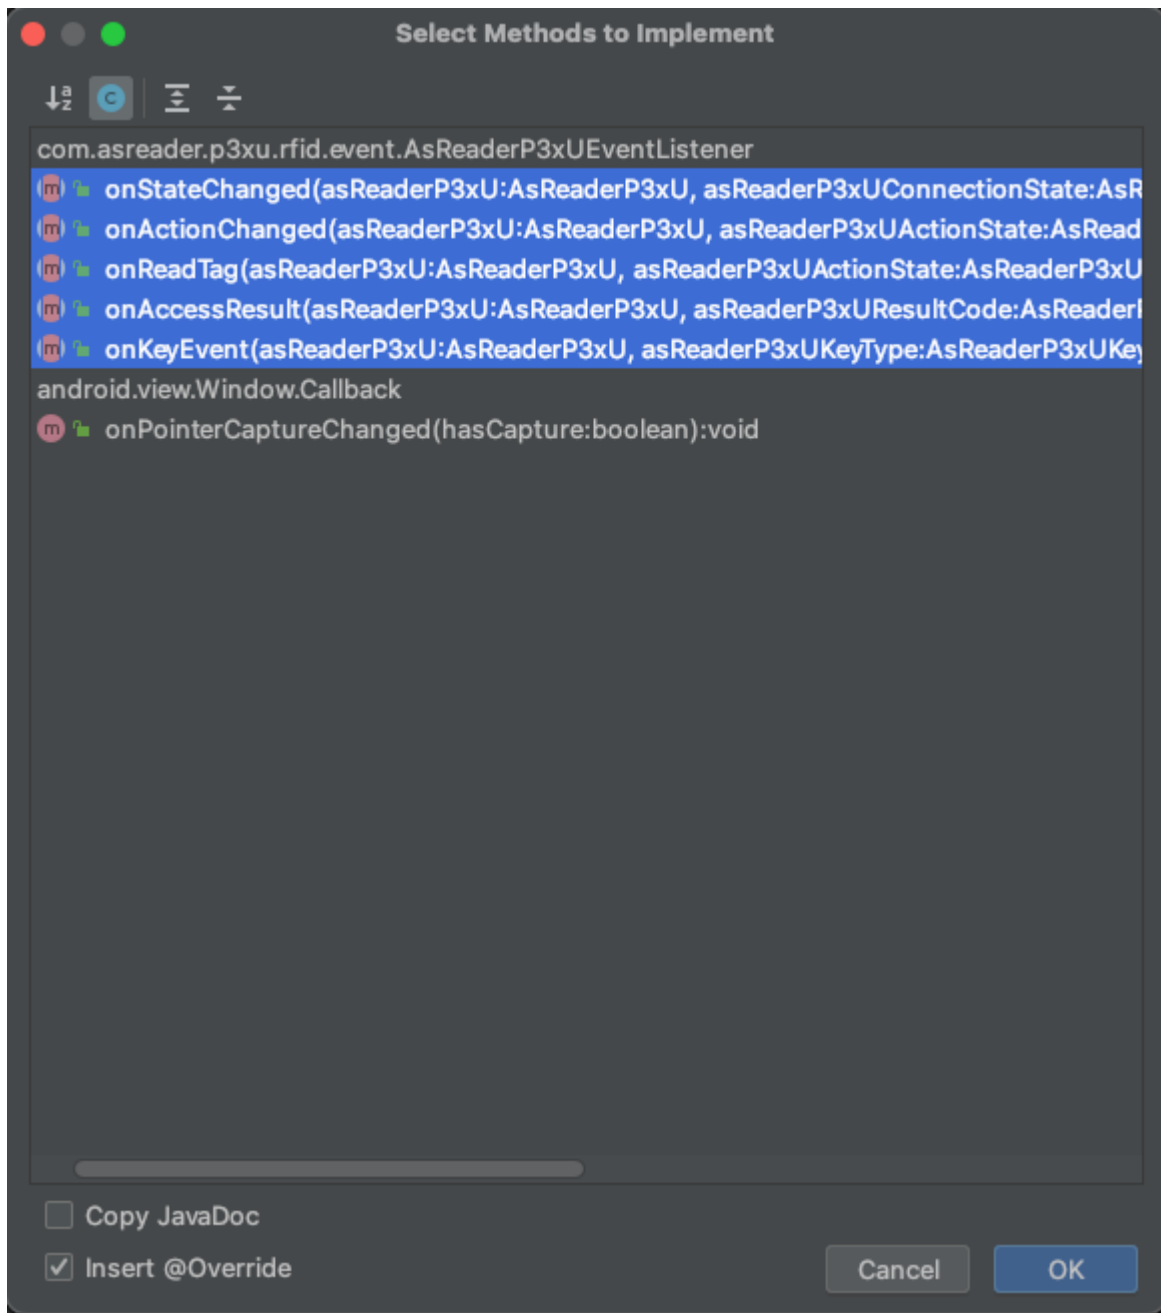 Select Methods to Implement
com.asreader.p3xu.rfid.event.AsReaderP3xUEventListener
onStateChanged(asReaderP3xU:AsReaderP3xU, asReaderP3xUConnectionState:AsR
onActionChanged(asReaderP3xU:AsReaderP3xU, asReaderP3xUActionState:AsRead
onReadTag(asReaderP3xU:AsReaderP3xU, asReaderP3xUActionState:AsReaderP3xU
onAccessResult(asReaderP3xU:AsReaderP3xU, asReaderP3xUResultCode:AsReader
onKeyEvent(asReaderP3xU:AsReaderP3xU, asReaderP3xUKeyType:AsReaderP3xUKey
android.view.Window.Callback
onPointerCaptureChanged(hasCapture:boolean):void
Copy JavaDoc
Insert @Override
Cancel OK